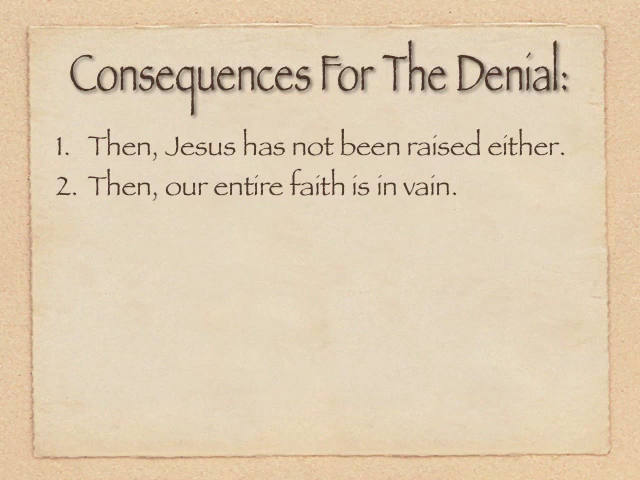 Consequences For The Denial:
1. Then, Jesus has not been raised either.
2. Then, our entire faith is in vain.